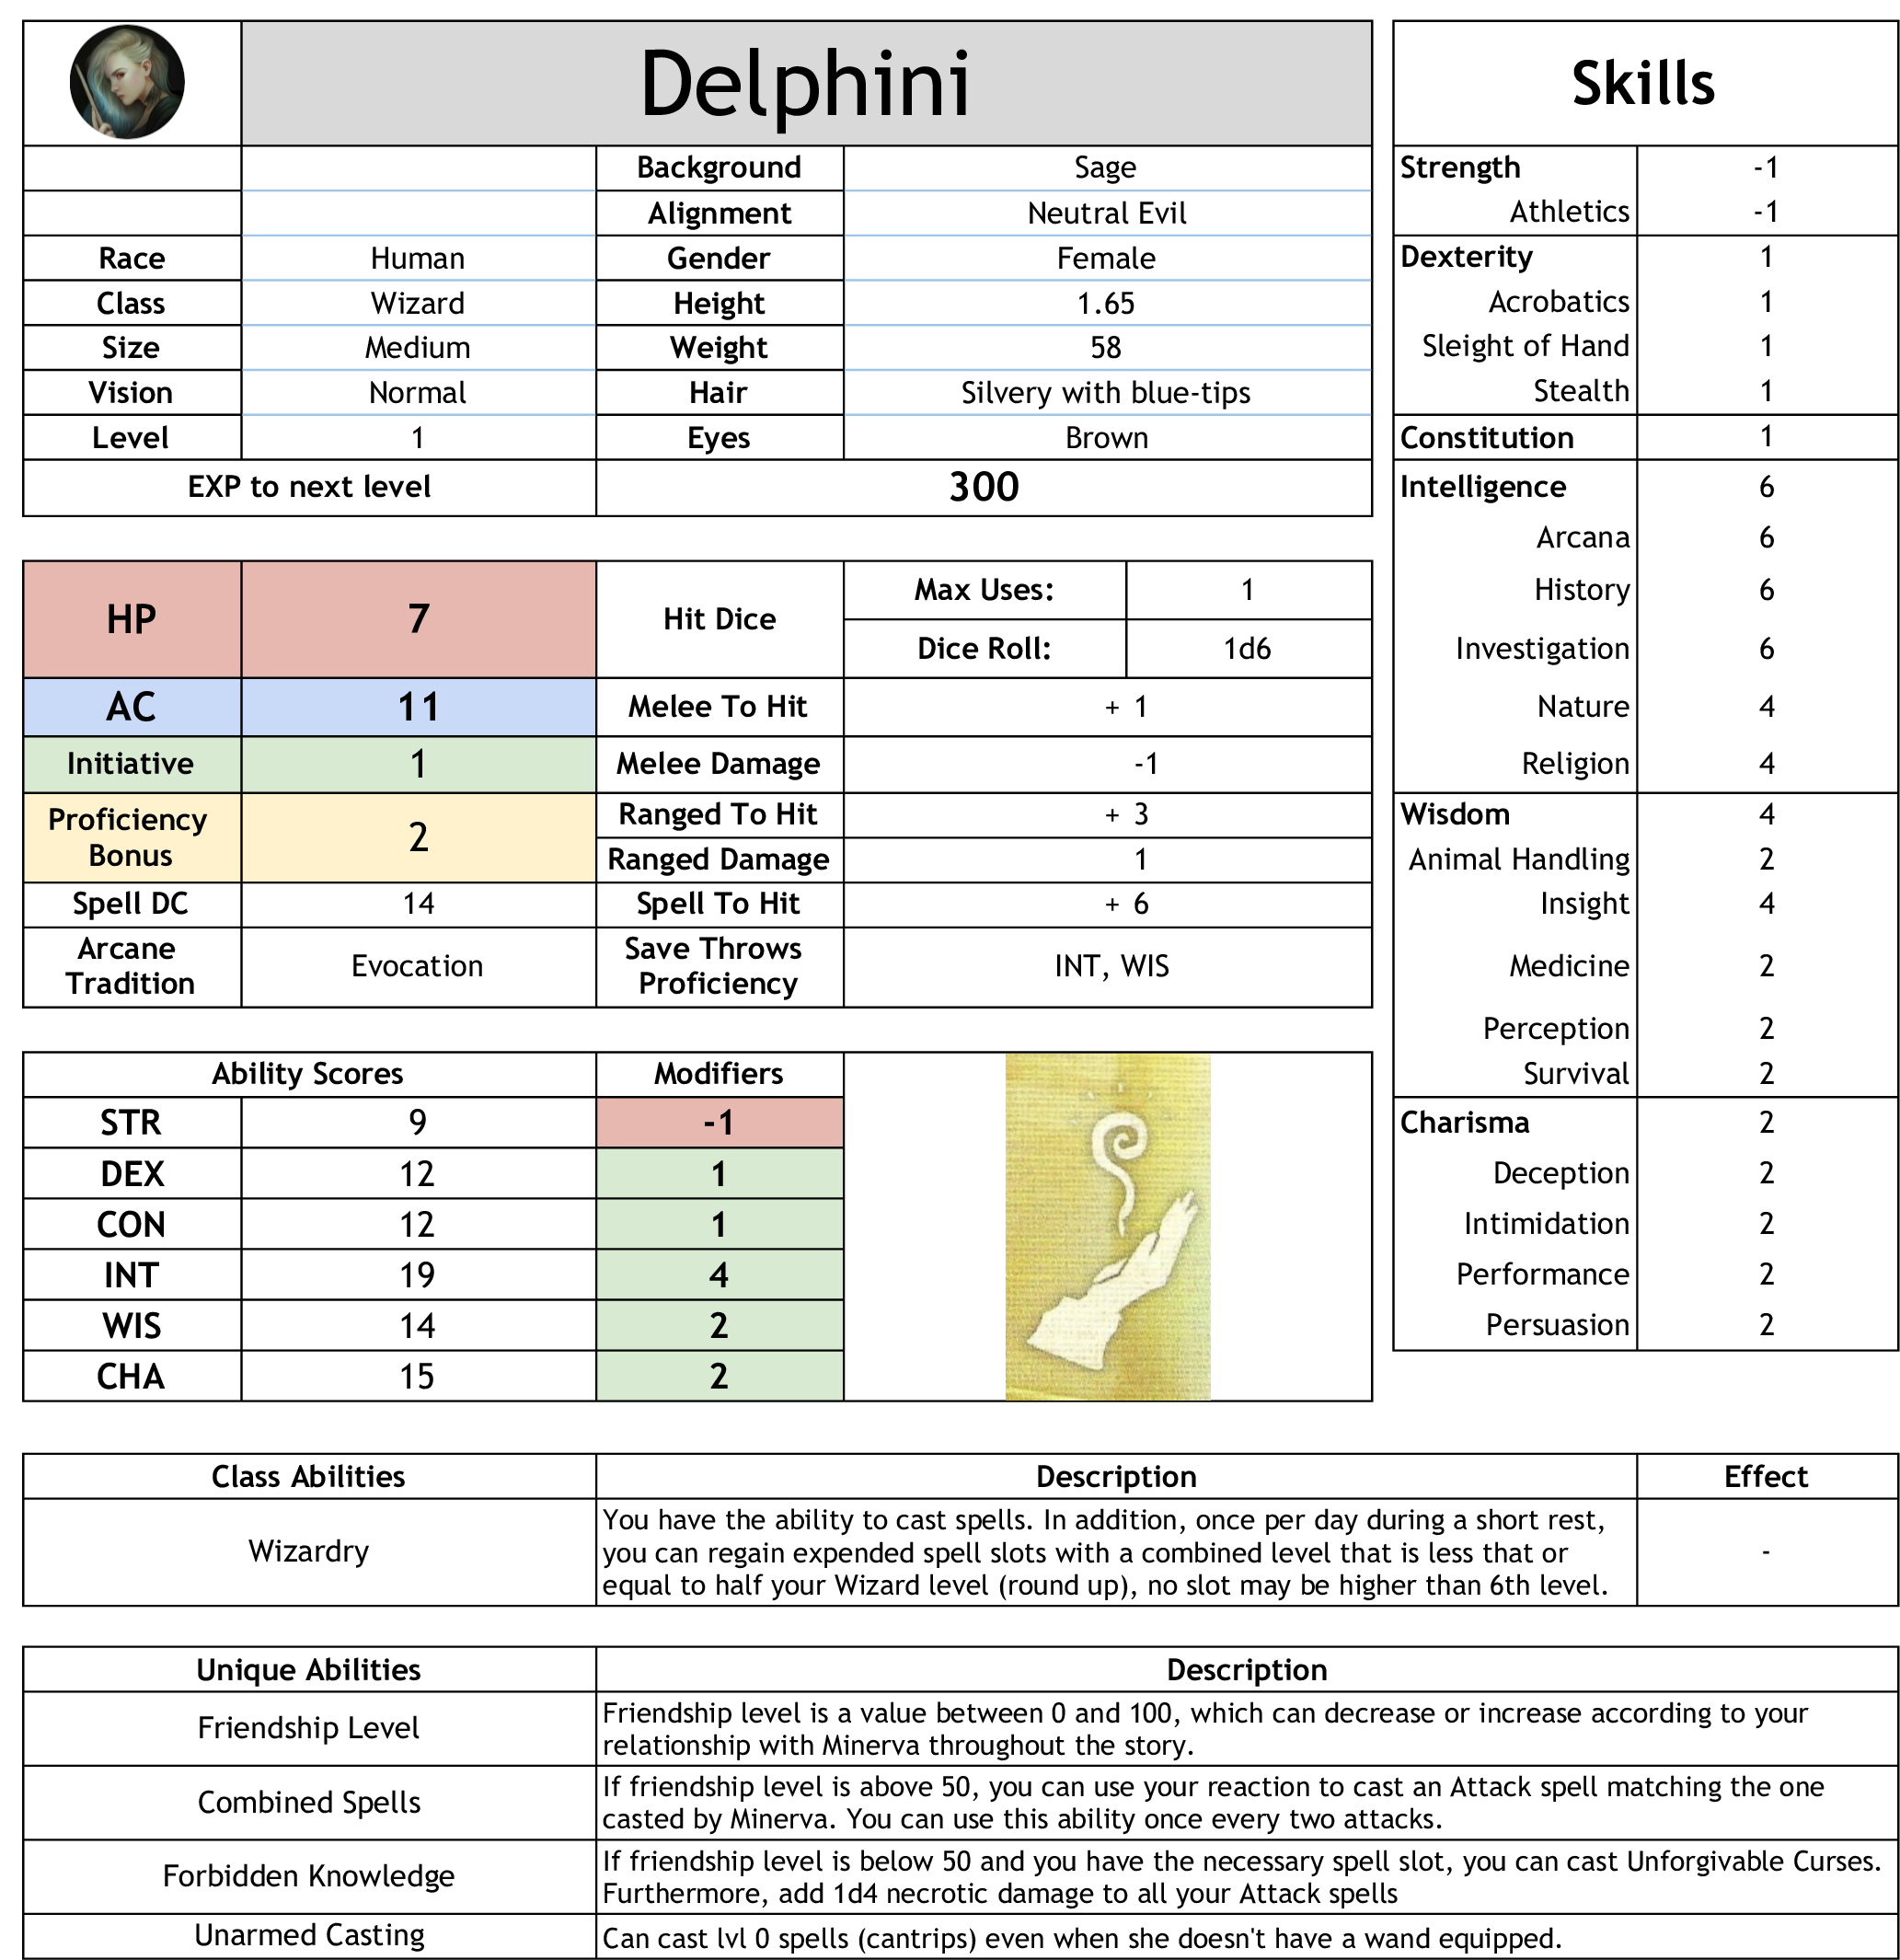 Delphini
Background Sage
Alignment Neutral Evil
Race Human Gender Female
Class Wizard Height 1.65
Size Medium Weight 58
Vision Normal Hair Silvery with blue-tips
Level 1 Eyes Brown
EXP to next level 300
HP 7 Hit Dice Max Uses: 1
Dice Roll: 1d6
AC 11 Melee To Hit + 1
Initiative 1 Melee Damage -1
Proficiency Bonus 2 Ranged To Hit + 3
Ranged Damage 1
Spell DC 14 Spell To Hit + 6
Arcane Tradition Evocation Save Throws Proficiency INT, WIS
Ability Scores Modifiers
STR 9 -1
DEX 12 1
CON 12 1
INT 19 4
WIS 14 2
CHA 15 2
Skills
Strength -1
Athletics -1
Dexterity 1
Acrobatics 1
Sleight of Hand 1
Stealth 1
Constitution 1
Intelligence 6
Arcana 6
History 6
Investigation 6
Nature 4
Religion 4
Wisdom 4
Animal Handling 2
Insight 4
Medicine 2
Perception 2
Survival 2
Charisma 2
Deception 2
Intimidation 2
Performance 2
Persuasion 2
Class Abilities Description Effect
Wizardry
You have the ability to cast spells. In addition, once per day during a short rest,
you can regain expended spell slots with a combined level that is less that or
equal to half your Wizard level (round up), no slot may be higher than 6th level.
-
Unique Abilities Description
Friendship Level
Friendship level is a value between 0 and 100, which can decrease or increase according to your
relationship with Minerva throughout the story.
Combined Spells
If friendship level is above 50, you can use your reaction to cast an Attack spell matching the one
casted by Minerva. You can use this ability once every two attacks.
Forbidden Knowledge
If friendship level is below 50 and you have the necessary spell slot, you can cast Unforgivable Curses.
Furthermore, add 1d4 necrotic damage to all your Attack spells
Unarmed Casting
Can cast lvl 0 spells (cantrips) even when she doesn't have a wand equipped.